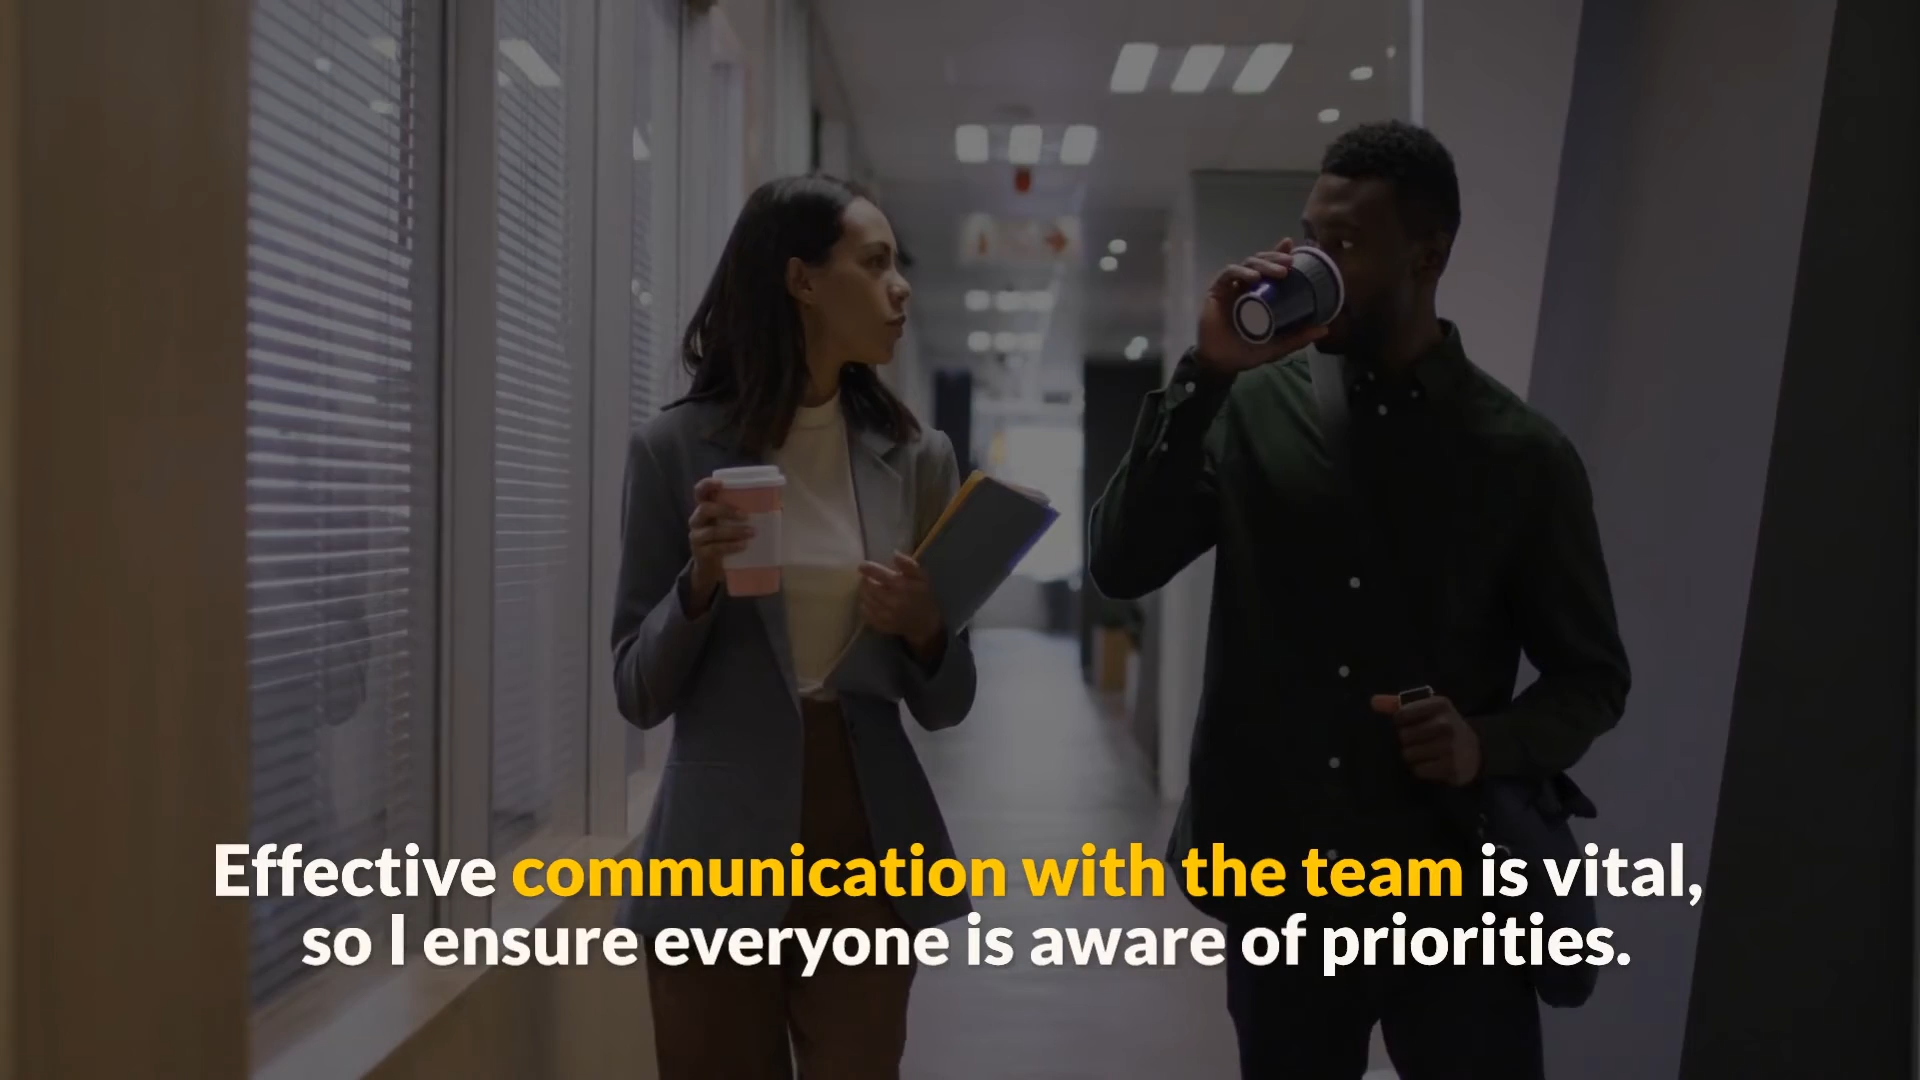 Effective communication with the team is vital,
so I ensure everyone is aware of priorities.